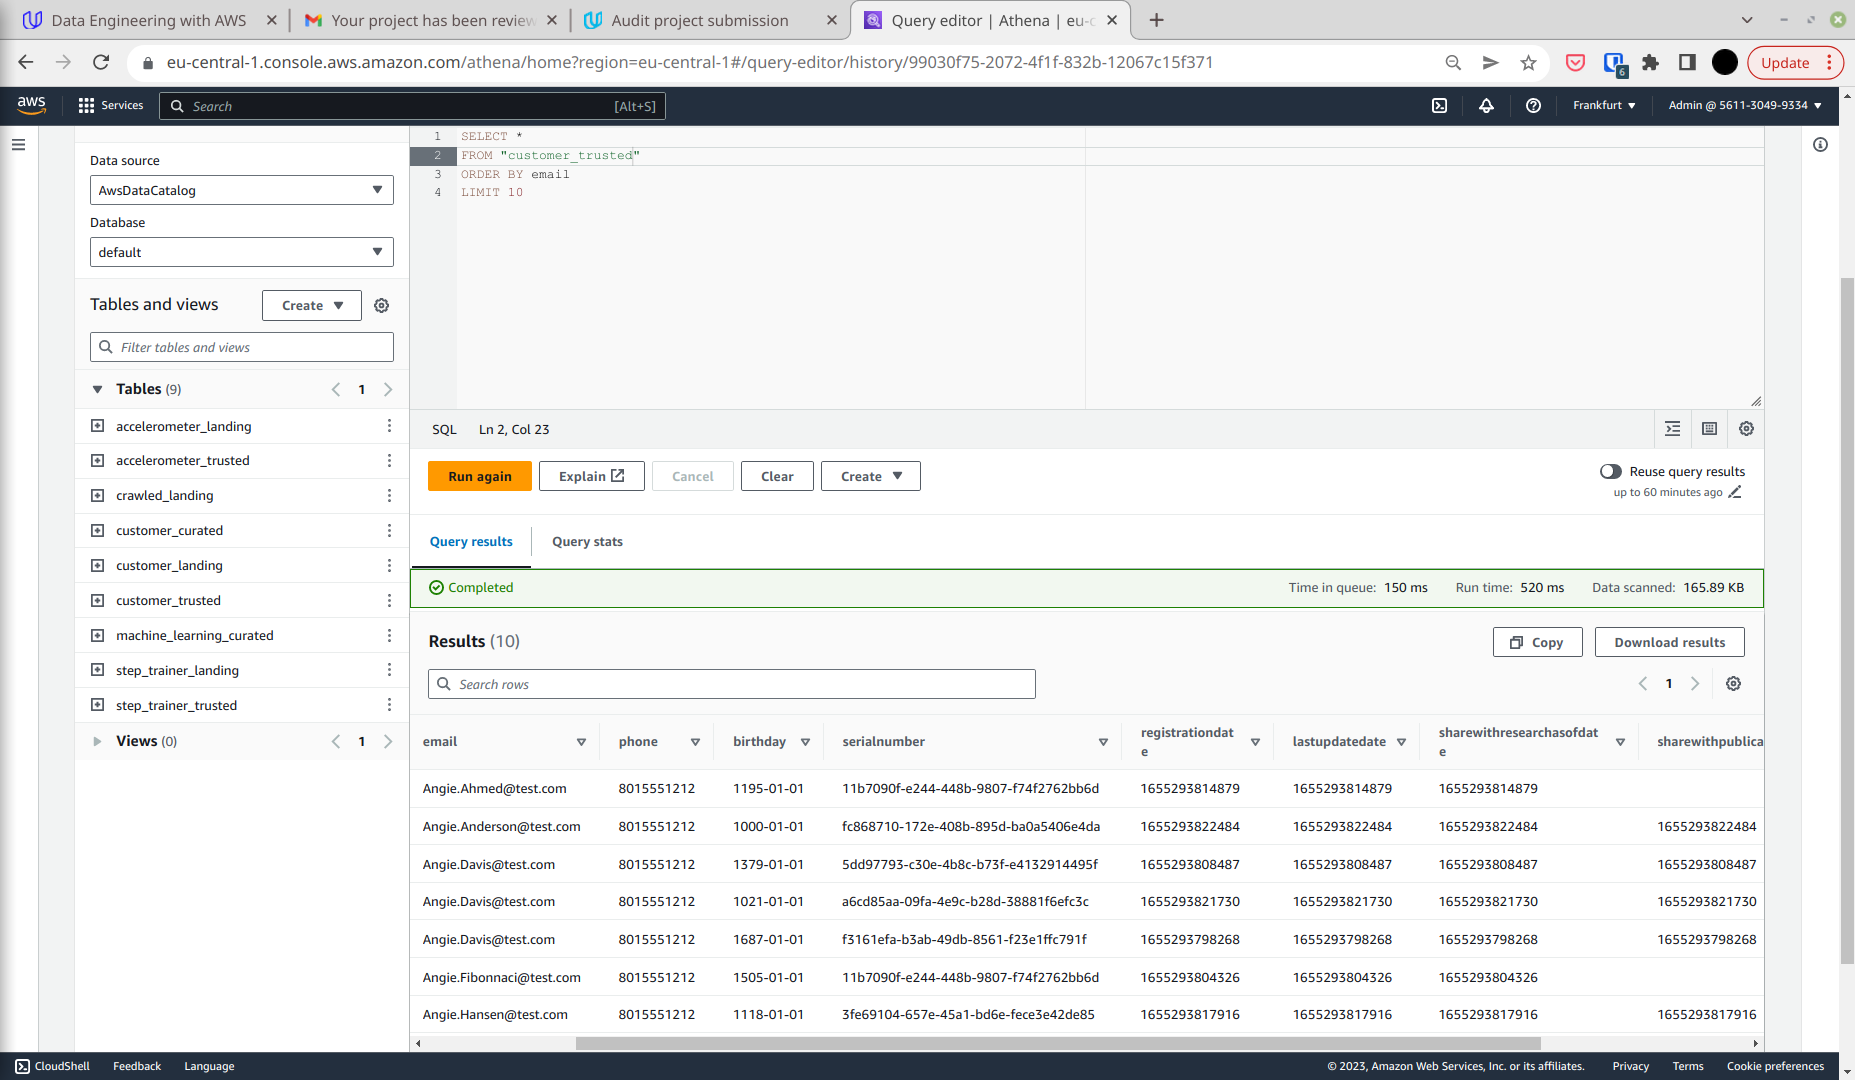 Data Engineering with AWS
Your project has been review
Audit project submission
Query editor | Athena | eu-c
eu-central-1.console.aws.amazon.com/athena/home?region=eu-central-1#/query-editor/history/99030f75-2072-4f1f-832b-12067c15f371
6
Update
aws
Services
Search
[Alt+S]
Frankfurt
Admin @ 5611-3049-9334
Data source
AwsDataCatalog
Database
default
Tables and views
Create
Filter tables and views
Tables (9)
1
accelerometer_landing
accelerometer_trusted
crawled_landing
customer_curated
customer_landing
customer_trusted
machine_learning_curated
step_trainer_landing
step_trainer_trusted
Views (0)
1
1 SELECT *
2 FROM "customer_trusted"
3 ORDER BY email
4 LIMIT 10
SQL Ln 2, Col 23
Run again
Explain
Cancel
Clear
Create
Reuse query results
up to 60 minutes ago
Query results
Query stats
Completed
Time in queue: 150 ms
Run time: 520 ms
Data scanned: 165.89 KB
Results (10)
Copy
Download results
Search rows
1
email phone birthday serialnumber registrationdate lastupdatedate sharewithresearchasofdate sharewithpublica
Angie.Ahmed@test.com 8015551212 1195-01-01 11b7090f-e244-448b-9807-f74f2762bb6d 1655293814879 1655293814879 1655293814879
Angie.Anderson@test.com 8015551212 1000-01-01 fc868710-172e-408b-895d-ba0a5406e4da 1655293822484 1655293822484 1655293822484 1655293822484
Angie.Davis@test.com 8015551212 1379-01-01 5dd97793-c30e-4b8c-b73f-e4132914495f 1655293808487 1655293808487 1655293808487 1655293808487
Angie.Davis@test.com 8015551212 1021-01-01 a6cd85aa-09fa-4e9c-b28d-38881f6efc3c 1655293821730 1655293821730 1655293821730 1655293821730
Angie.Davis@test.com 8015551212 1687-01-01 f3161efa-b3ab-49db-8561-f23e1ffc791f 1655293798268 1655293798268 1655293798268 1655293798268
Angie.Fibonnaci@test.com 8015551212 1505-01-01 11b7090f-e244-448b-9807-f74f2762bb6d 1655293804326 1655293804326 1655293804326
Angie.Hansen@test.com 8015551212 1118-01-01 3fe69104-657e-45a1-bd6e-fece3e42de85 1655293817916 1655293817916 1655293817916 1655293817916
CloudShell
Feedback
Language
© 2023, Amazon Web Services, Inc. or its affiliates.
Privacy
Terms
Cookie preferences